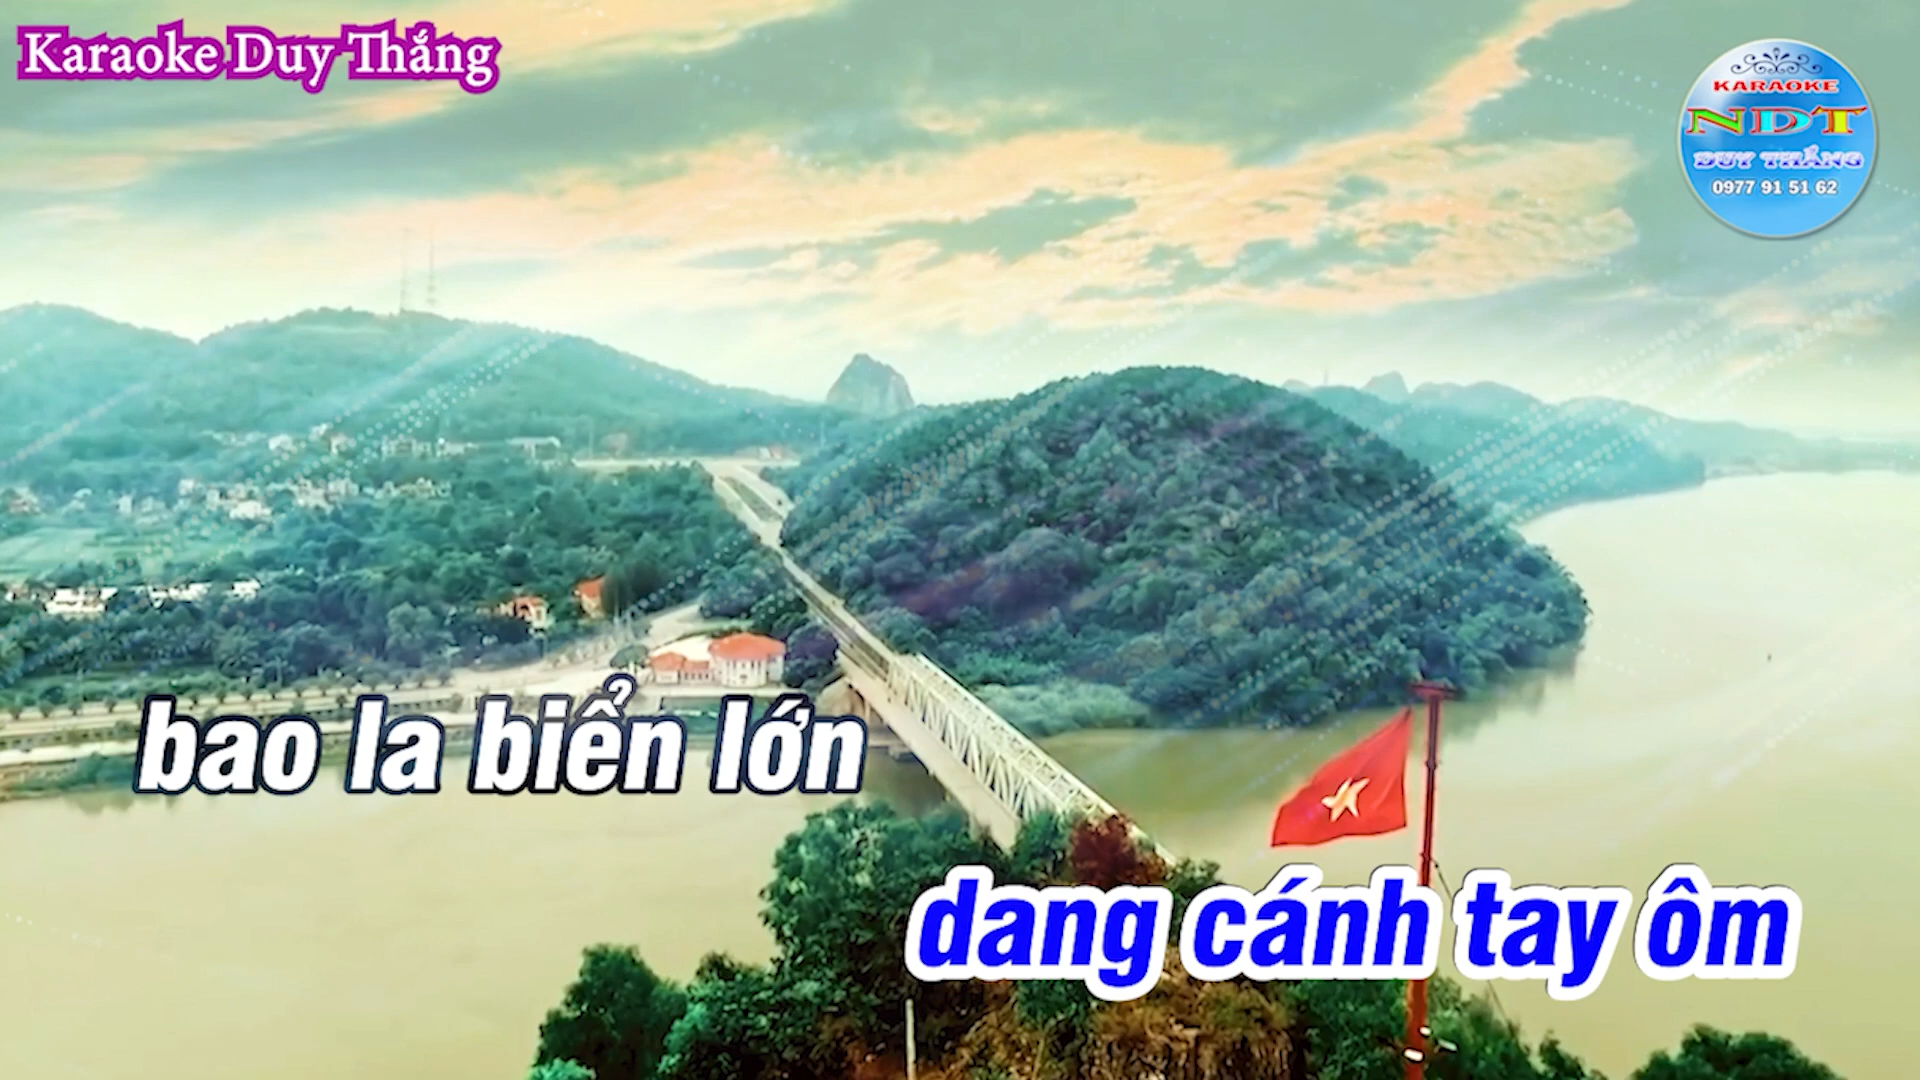 Karaoke Duy Thắng
KARAOKE
NDT
DUY THẮNG
0977 91 51 62
bao la biển lớn
dang cánh tay ôm